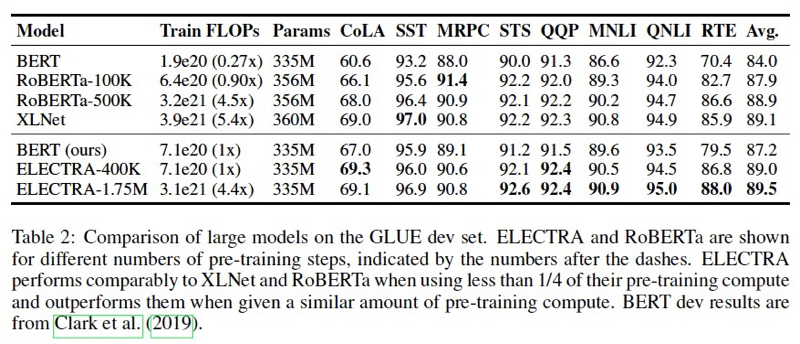 Model Train FLOPs Params CoLA SST MRPC STS QQP MNLI QNLI RTE Avg.
BERT 1.9e20 (0.27x) 335M 60.6 93.2 88.0 90.0 91.3 86.6 92.3 70.4 84.0
RoBERTa-100K 6.4e20 (0.90x) 356M 66.1 95.6 91.4 92.2 92.0 89.3 94.0 82.7 87.9
RoBERTa-500K 3.2e21 (4.5x) 356M 68.0 96.4 90.9 92.1 92.2 90.2 94.7 86.6 88.9
XLNet 3.9e21 (5.4x) 360M 69.0 97.0 90.8 92.2 92.3 90.8 94.9 85.9 89.1
BERT (ours) 7.1e20 (1x) 335M 67.0 95.9 89.1 91.2 91.5 89.6 93.5 79.5 87.2
ELECTRA-400K 7.1e20 (1x) 335M 69.3 96.0 90.6 92.1 92.4 90.5 94.5 86.8 89.0
ELECTRA-1.75M 3.1e21 (4.4x) 335M 69.1 96.9 90.8 92.6 92.4 90.9 95.0 88.0 89.5
Table 2: Comparison of large models on the GLUE dev set. ELECTRA and RoBERTa are shown
for different numbers of pre-training steps, indicated by the numbers after the dashes. ELECTRA
performs comparably to XLNet and RoBERTa when using less than 1/4 of their pre-training compute
and outperforms them when given a similar amount of pre-training compute. BERT dev results are
from Clark et al. (2019).